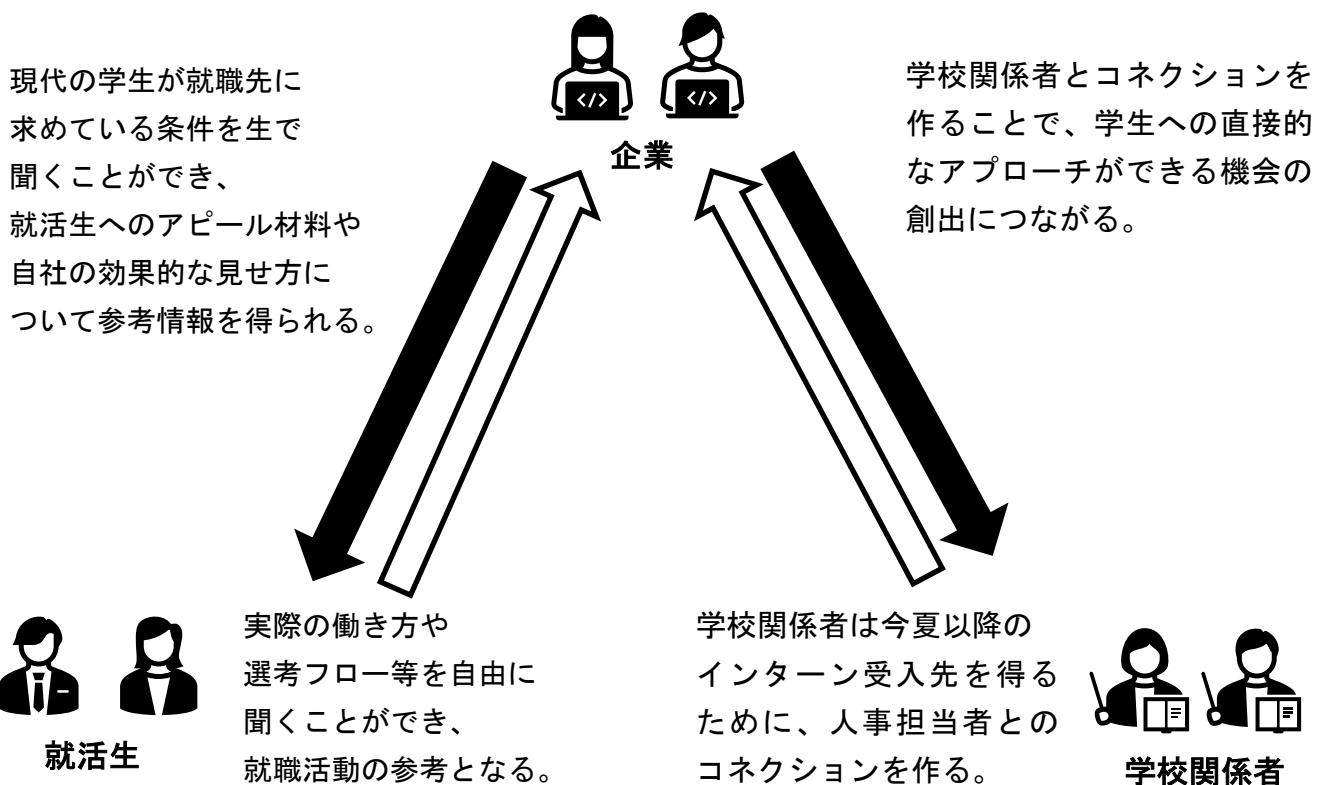 現代の学生が就職先に
求めている条件を生で
聞くことができ、
就活生へのアピール材料や
自社の効果的な見せ方に
ついて参考情報を得られる。
</>
</>
企業
学校関係者とコネクションを
作ることで、学生への直接的
なアプローチができる機会の
創出につながる。
就活生
実際の働き方や
選考フロー等を自由に
聞くことができ、
就職活動の参考となる。
学校関係者は今夏以降の
インターン受入先を得る
ために、人事担当者との
コネクションを作る。
学校関係者